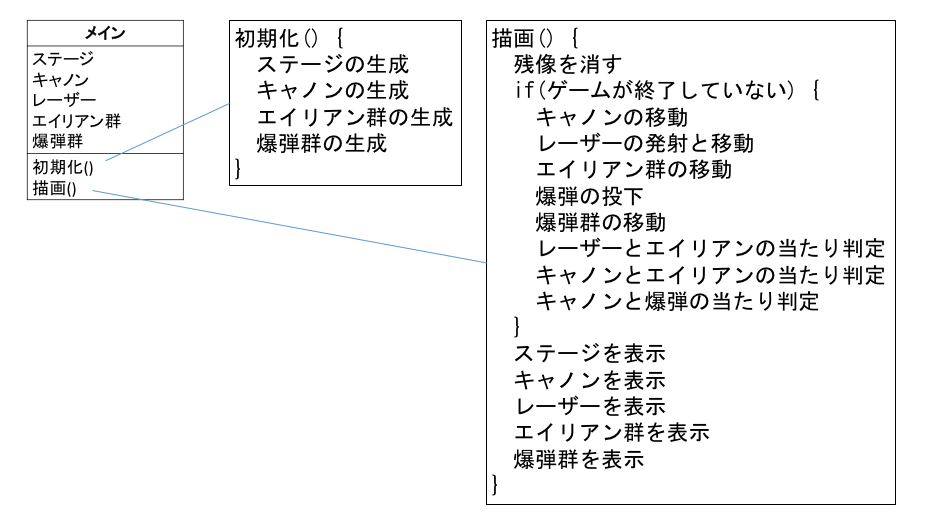 メイン
ステージ
キャノン
レーザー
エイリアン群
爆弾群
初期化()
描画()
初期化() {
ステージの生成
キャノンの生成
エイリアン群の生成
爆弾群の生成
}
描画() {
残像を消す
if(ゲームが終了していない) {
キャノンの移動
レーザーの発射と移動
エイリアン群の移動
爆弾の投下
爆弾群の移動
レーザーとエイリアンの当たり判定
キャノンとエイリアンの当たり判定
キャノンと爆弾の当たり判定
}
ステージを表示
キャノンを表示
レーザーを表示
エイリアン群を表示
爆弾群を表示
}